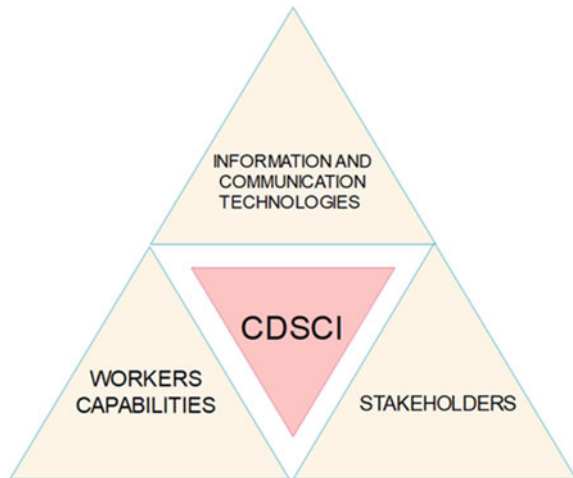 INFORMATION AND
COMMUNICATION
TECHNOLOGIES
CDSCI
WORKERS
CAPABILITIES
STAKEHOLDERS